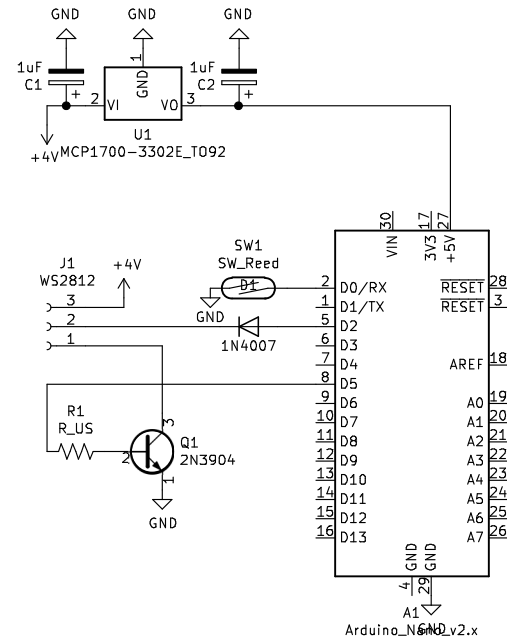 GND GND GND
1uF
C1
+
1
GND
1uF
C2
+
2 VI VO 3
U1
+4V MCP1700-3302E_TO92
30 17 27
VIN 3V3 +5V
J1
WS2812
+4V
SW1
SW_Reed
D1
GND
3
2
1
1N4007
2 D0/RX RESET 28
1 D1/TX RESET 3
5 D2
6 D3
7 D4 AREF 18
8 D5
9 D6 A0 19
10 D7 A1 20
11 D8 A2 21
12 D9 A3 22
13 D10 A4 23
14 D11 A5 24
15 D12 A6 25
16 D13 A7 26
R1
R_US
3
Q1
2N3904
2
1
GND
GND GND
4 29
A1
GND
Arduino_Nano_v2.x